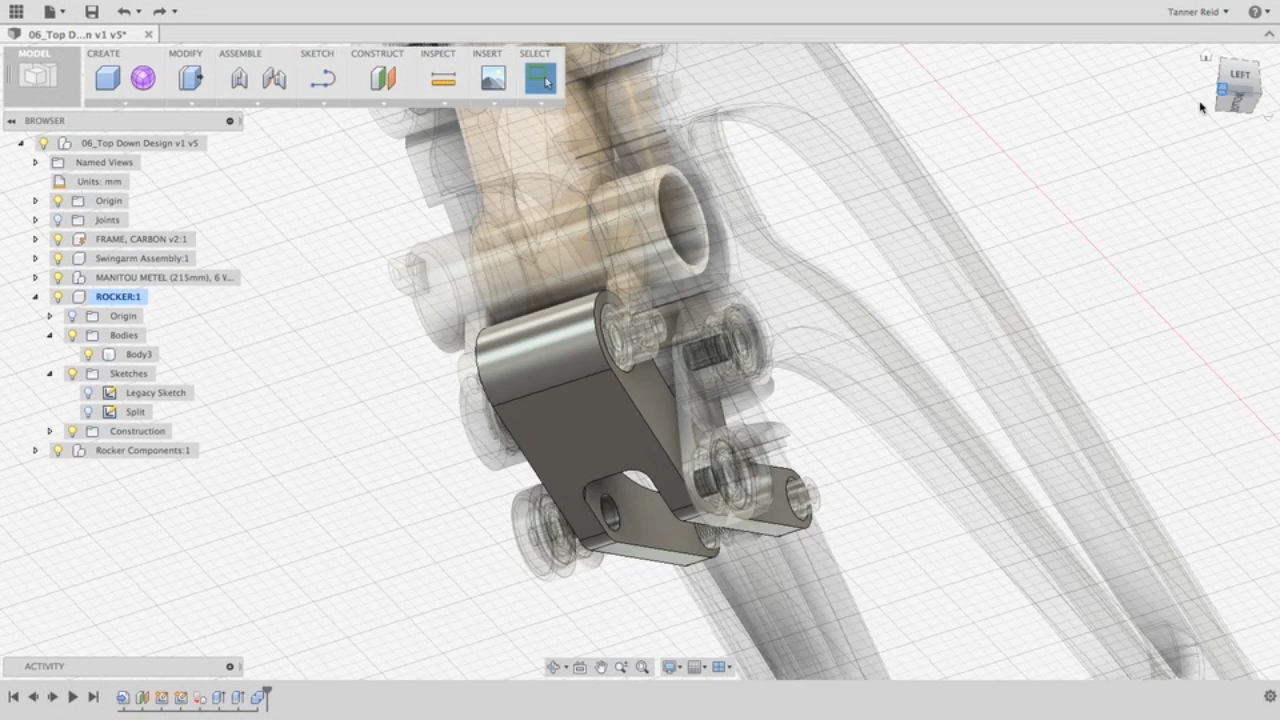 Tanner Reid
06_Top D...n v1 v5*
MODEL
CREATE
MODIFY
ASSEMBLE
SKETCH
CONSTRUCT
INSPECT
INSERT
SELECT
LEFT
BROWSER
06_Top Down Design v1 v5
Named Views
Units: mm
Origin
Joints
FRAME, CARBON v2:1
Swingarm Assembly:1
MANITOU METEL (215mm), 6 V...
ROCKER:1
Origin
Bodies
Body3
Sketches
Legacy Sketch
Split
Construction
Rocker Components:1
ACTIVITY